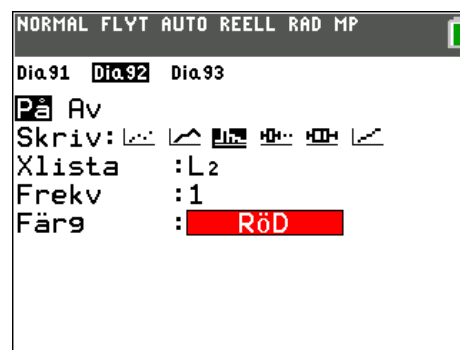 NORMAL FLYT AUTO REELL RAD MP
Dia91 Dia92 Dia93
På Av
Skriv:
Xlista :L2
Frekv :1
Färg : RöD